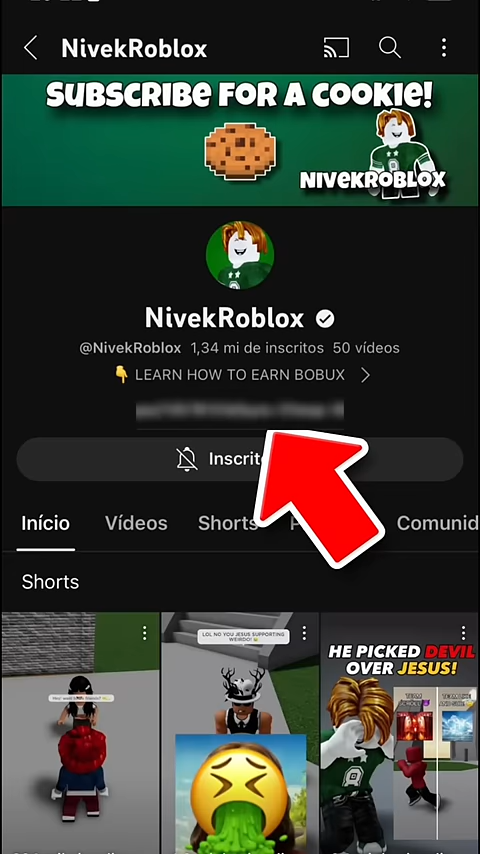 NivekRoblox
SUBSCRIBE FOR A COOKIE!
NIVEKROBLOX
NivekRoblox
@NivekRoblox 1,34 mi de inscritos 50 vídeos
👇 LEARN HOW TO EARN BOBUX
Inscrito
Início Vídeos Shorts Comunid
Shorts
LOL NO YOU JESUS SUPPORTING
WEIRDO!
HE PICKED DEVIL
OVER JESUS!
TEAM